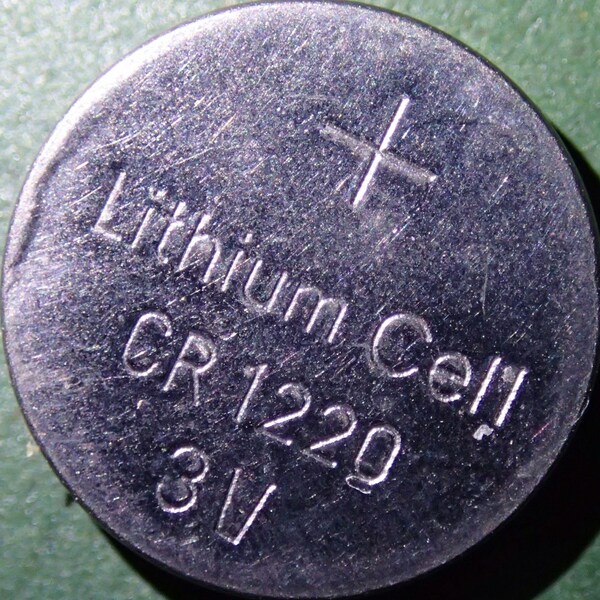 +
Lithium Cell
CR 1220
3V